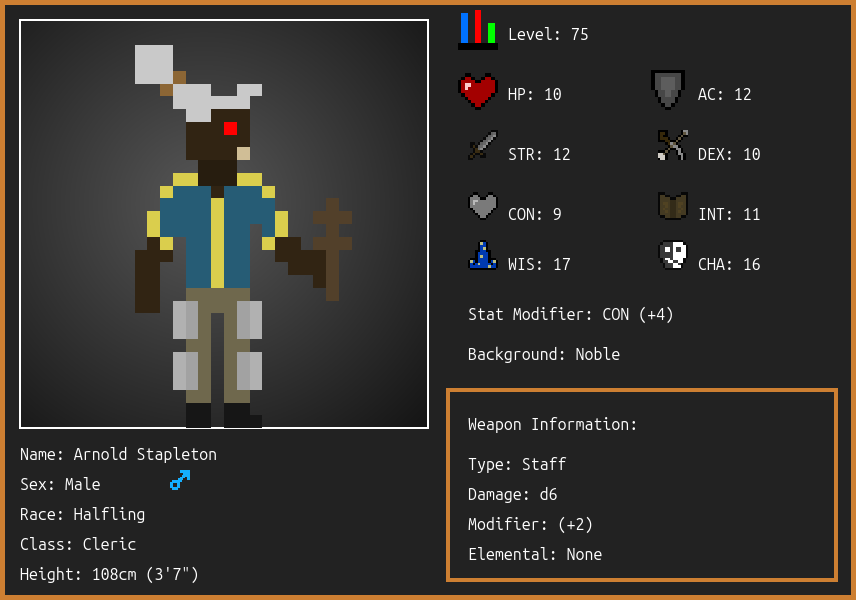 Level: 75
HP: 10
AC: 12
STR: 12
DEX: 10
CON: 9
INT: 11
WIS: 17
CHA: 16
Stat Modifier: CON (+4)
Background: Noble
Weapon Information:
Type: Staff
Damage: d6
Modifier: (+2)
Elemental: None
Name: Arnold Stapleton
Sex: Male
Race: Halfling
Class: Cleric
Height: 108cm (3'7")